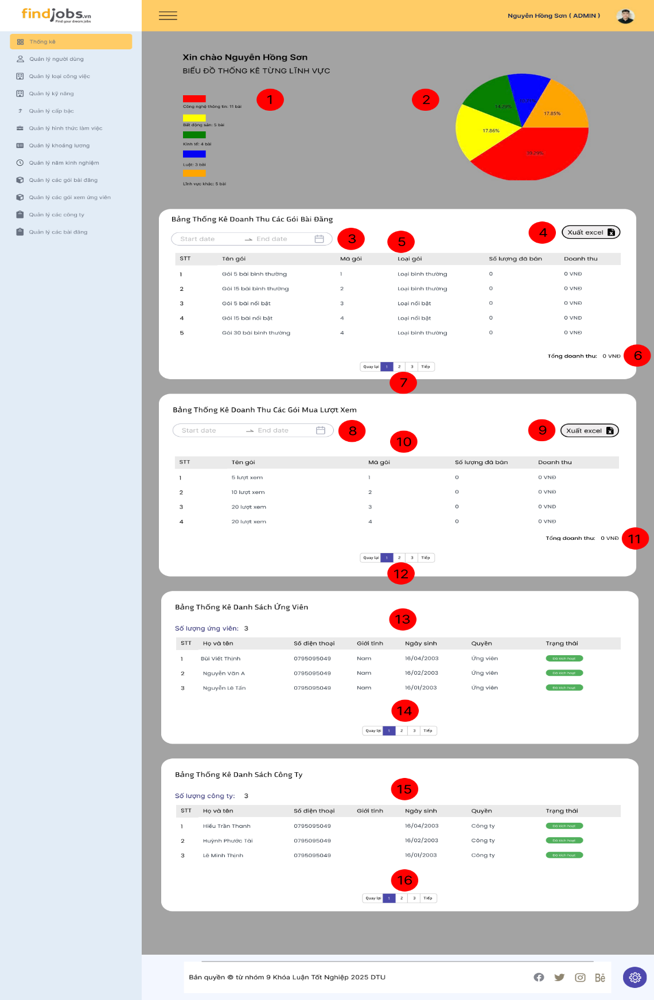 findjobs.vn
Find your dream jobs
Nguyễn Hồng Sơn ( ADMIN )
Thống kê
Quản lý người dùng
Quản lý loại công việc
Quản lý kỹ năng
Quản lý cấp bậc
Quản lý hình thức làm việc
Quản lý khoảng lương
Quản lý năm kinh nghiệm
Quản lý các gói bài đăng
Quản lý các gói xem ứng viên
Quản lý các công ty
Quản lý các bài đăng
Xin chào Nguyễn Hồng Sơn
BIỂU ĐỒ THỐNG KÊ TỪNG LĨNH VỰC
1
2
Công nghệ thông tin: 11 bài
Bất động sản: 5 bài
Kinh tế: 4 bài
Luật: 3 bài
Lĩnh vực khác: 5 bài
14.29%
17.85%
17.86%
39.29%
Bảng Thống Kê Doanh Thu Các Gói Bài Đăng
Start date End date 3 5 4 Xuất excel
STT Tên gói Mã gói Loại gói Số lượng đã bán Doanh thu
1 Gói 5 bài bình thường 1 Loại bình thường 0 0 VNĐ
2 Gói 15 bài bình thường 2 Loại bình thường 0 0 VNĐ
3 Gói 5 bài nổi bật 3 Loại nổi bật 0 0 VNĐ
4 Gói 15 bài nổi bật 4 Loại nổi bật 0 0 VNĐ
5 Gói 30 bài bình thường 4 Loại bình thường 0 0 VNĐ
Tổng doanh thu: 0 VNĐ 6
Quay lại 1 2 3 Tiếp
7
Bảng Thống Kê Doanh Thu Các Gói Mua Lượt Xem
Start date End date 8 10 9 Xuất excel
STT Tên gói Mã gói Số lượng đã bán Doanh thu
1 5 lượt xem 1 0 0 VNĐ
2 10 lượt xem 2 0 0 VNĐ
3 20 lượt xem 3 0 0 VNĐ
4 20 lượt xem 4 0 0 VNĐ
Tổng doanh thu: 0 VNĐ 11
Quay lại 1 2 3 Tiếp
12
Bảng Thống Kê Danh Sách Ứng Viên
13
Số lượng ứng viên: 3
STT Họ và tên Số điện thoại Giới tính Ngày sinh Quyền Trạng thái
1 Bùi Viết Thịnh 0795095049 Nam 16/04/2003 Ứng viên Đã kích hoạt
2 Nguyễn Văn A 0795095049 Nam 16/02/2003 Ứng viên Đã kích hoạt
3 Nguyễn Lê Tấn 0795095049 Nam 16/01/2003 Ứng viên Đã kích hoạt
14
Quay lại 1 2 3 Tiếp
Bảng Thống Kê Danh Sách Công Ty
15
Số lượng công ty: 3
STT Họ và tên Số điện thoại Giới tính Ngày sinh Quyền Trạng thái
1 Hiếu Trần Thanh 0795095049 16/04/2003 Công ty Đã kích hoạt
2 Huỳnh Phước Tài 0795095049 16/02/2003 Công ty Đã kích hoạt
3 Lê Minh Thịnh 0795095049 16/01/2003 Công ty Đã kích hoạt
16
Quay lại 1 2 3 Tiếp
Bản quyền © từ nhóm 9 Khóa Luận Tốt Nghiệp 2025 DTU